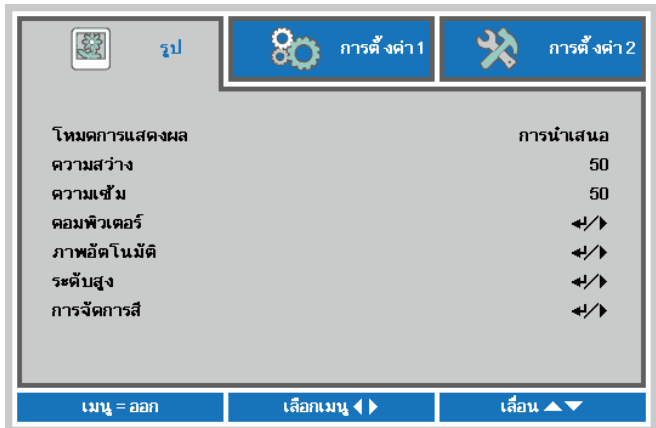 รูป
การตั้งค่า 1
การตั้งค่า 2
โหมดการแสดงผล การนำเสนอ
ความสว่าง 50
ความเข้ม 50
คอมพิวเตอร์
ภาพอัตโนมัติ
ระดับสูง
การจัดการสี
เมนู = ออก
เลือกเมนู
เลื่อน